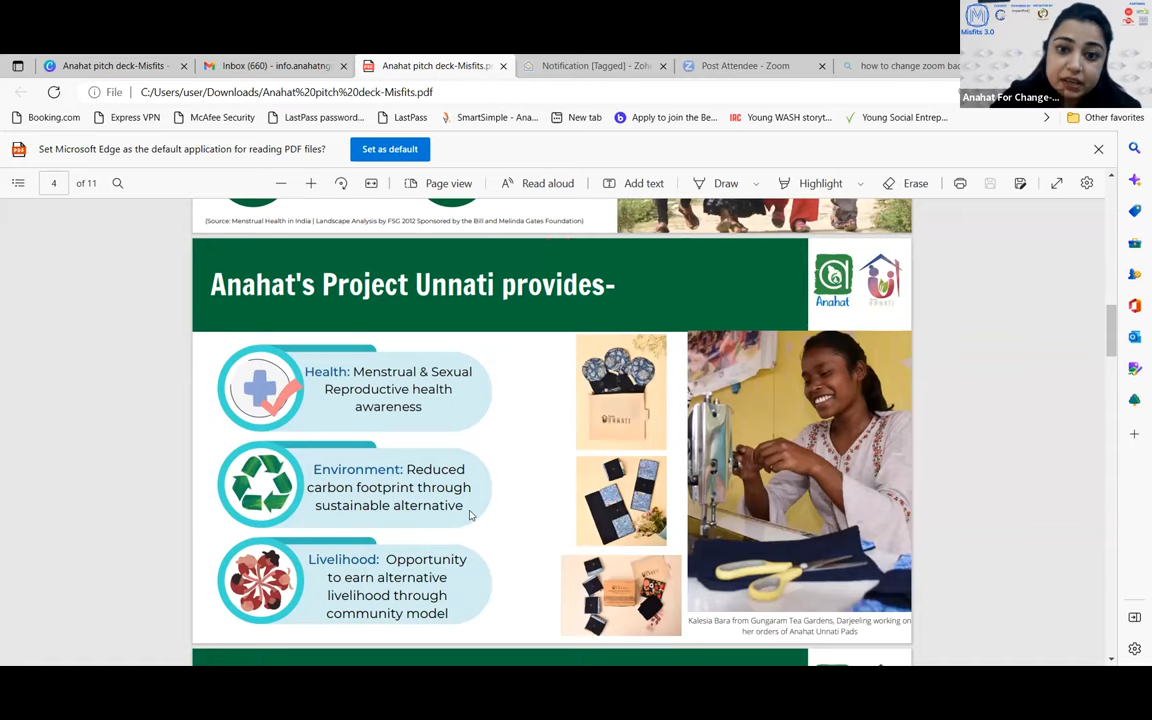 Misfits 3.0
Anahat For Change-...
Anahat pitch deck-Misfits -
Inbox (660) - info.anahatng
Anahat pitch deck-Misfits.p
Notification [Tagged] - Zoh
Post Attendee - Zoom
how to change zoom bac
File
C:/Users/user/Downloads/Anahat%20pitch%20deck-Misfits.pdf
Booking.com
Express VPN
McAfee Security
LastPass password...
LastPass
SmartSimple - Ana...
New tab
Apply to join the Be...
IRC Young WASH storyt...
Young Social Entrep...
Other favorites
Set Microsoft Edge as the default application for reading PDF files?
Set as default
4 of 11
Page view
Read aloud
Add text
Draw
Highlight
Erase
(Source: Menstrual Health in India | Landscape Analysis by FSG 2012 Sponsored by the Bill and Melinda Gates Foundation)
Anahat's Project Unnati provides-
Anahat
UNNATI
Health: Menstrual & Sexual
Reproductive health
awareness
Environment: Reduced
carbon footprint through
sustainable alternative
Livelihood: Opportunity
to earn alternative
livelihood through
community model
UNNATI
Kalesia Bara from Gungaram Tea Gardens, Darjeeling working on
her orders of Anahat Unnati Pads